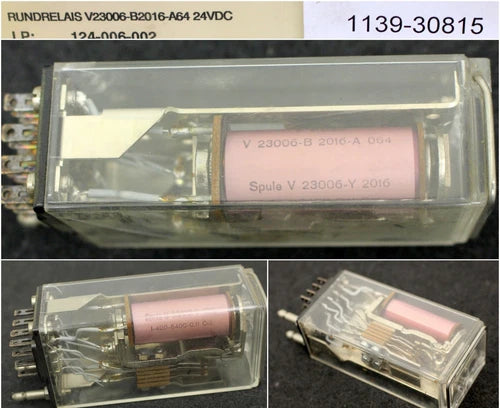 RUNDRELAIS V23006-B2016-A64 24VDC
LP: 124-006-002
1139-30815
V 23006-B 2016-A 064
Spule V 23006-Y 2016